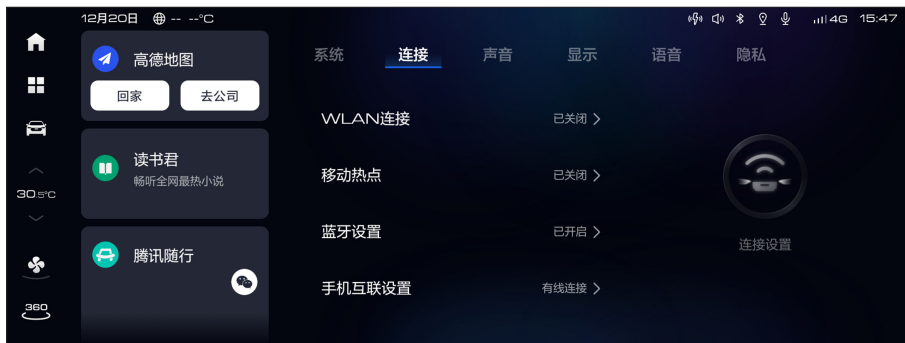 12月20日 -- --°C 4G 15:47
高德地图
回家 去公司
读书君
畅听全网最热小说
腾讯随行
30.5°C
360
系统 连接 声音 显示 语音 隐私
WLAN连接 已关闭
移动热点 已关闭
蓝牙设置 已开启
手机互联设置 有线连接
连接设置